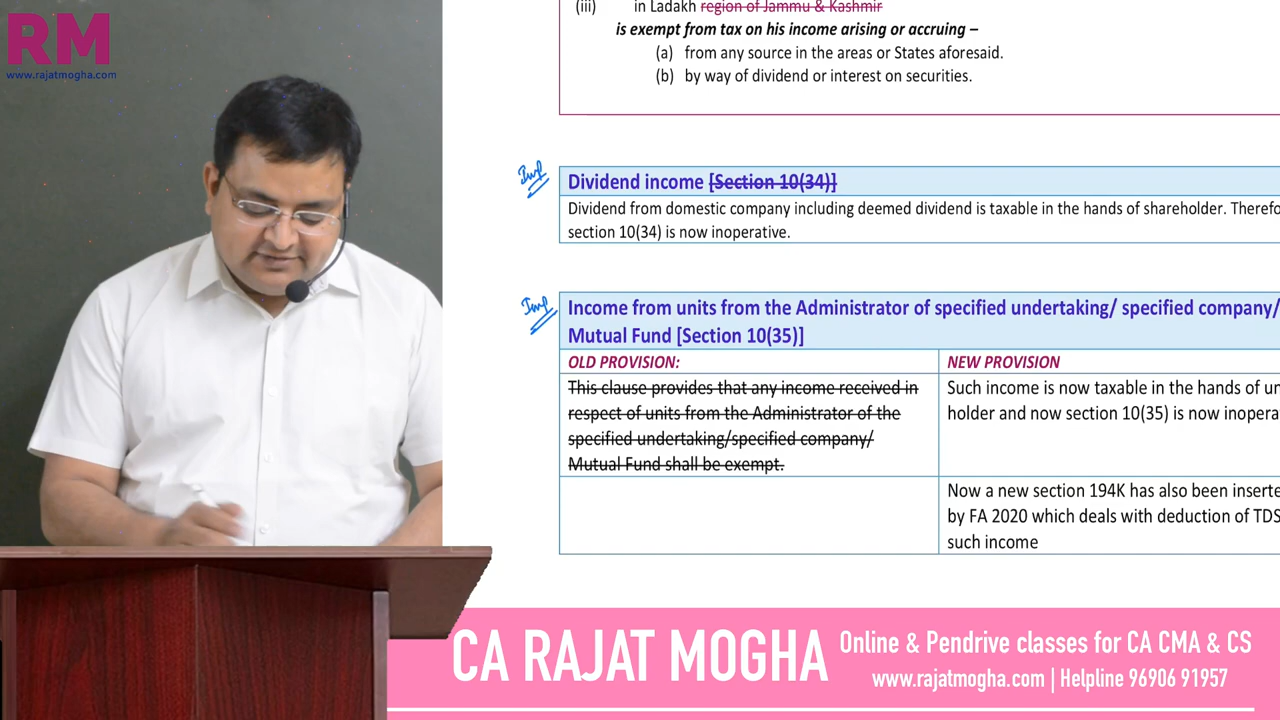 RM
www.rajatmogha.com
(iii) in Ladakh region of Jammu & Kashmir
is exempt from tax on his income arising or accruing –
(a) from any source in the areas or States aforesaid.
(b) by way of dividend or interest on securities.
Imp
Dividend income [Section 10(34)]
Dividend from domestic company including deemed dividend is taxable in the hands of shareholder. Therefo
section 10(34) is now inoperative.
Imp
Income from units from the Administrator of specified undertaking/ specified company/
Mutual Fund [Section 10(35)]
OLD PROVISION:
This clause provides that any income received in
respect of units from the Administrator of the
specified undertaking/specified company/
Mutual Fund shall be exempt.
NEW PROVISION
Such income is now taxable in the hands of un
holder and now section 10(35) is now inopera
Now a new section 194K has also been inserte
by FA 2020 which deals with deduction of TDS
such income
CA RAJAT MOGHA
Online & Pendrive classes for CA CMA & CS
www.rajatmogha.com | Helpline 96906 91957